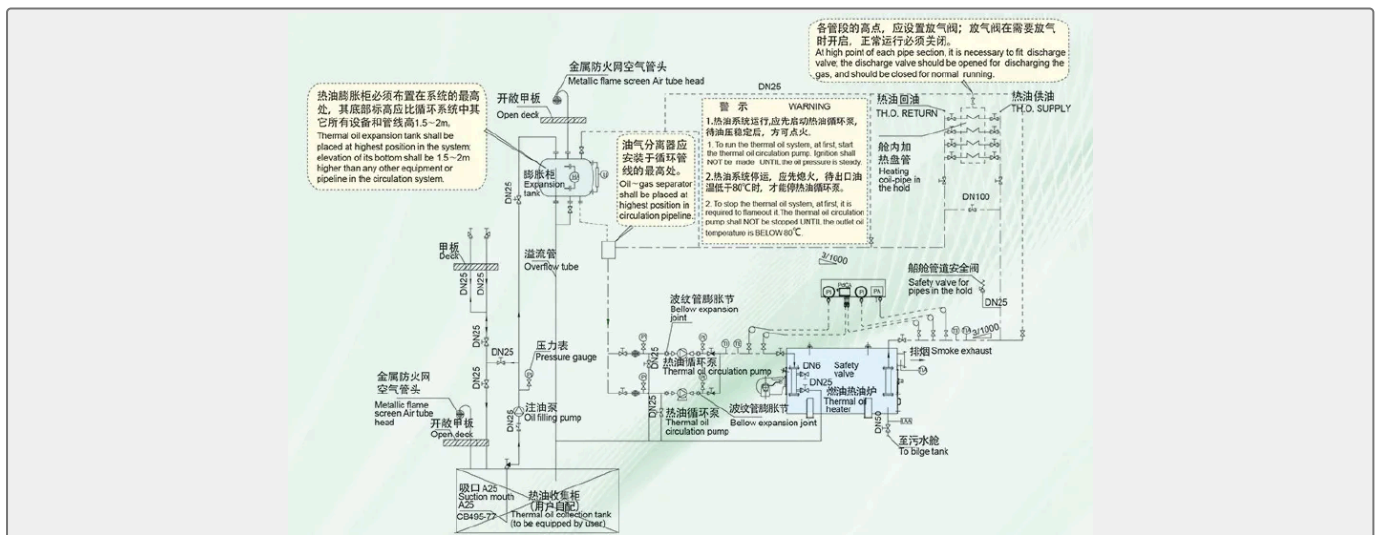 各管段的高点，应设置放气阀；放气阀在需要放气
时开启，正常运行必须关闭。
At high point of each pipe section, it is necessary to fit discharge
valve; the discharge valve should be opened for discharging the
gas, and should be closed for normal running.
金属防火网空气管头
Metallic flame screen Air tube head
开敞甲板
Open deck
DN25
热油膨胀柜必须布置在系统的最高
处，其底部标高应比循环系统中其
它所有设备和管线高1.5～2m。
Thermal oil expansion tank shall be
placed at highest position in the system;
elevation of its bottom shall be 1.5～2m
higher than any other equipment or
pipeline in the circulation system.
警 示 WARNING
1.热油系统运行,应先启动热油循环泵,
待油压稳定后，方可点火。
1. To run the thermal oil system, at first, start
the thermal oil circulation pump. Ignition shall
NOT be made UNTIL the oil pressure is steady.
2.热油系统停运，应先熄火，待出口油
温低于80℃时，才能停热油循环泵。
2. To stop the thermal oil system, at first, it is
required to flameout it.The thermal oil circulation
pump shall NOT be stopped UNTIL the outlet oil
temperature is BELOW 80℃.
热油回油
TH.O. RETURN
热油供油
TH.O. SUPPLY
油气分离器应
安装于循环管
线的最高处。
Oil－gas separator
shall be placed at
highest position in
circulation pipeline.
舱内加
热盘管
Heating
coil-pipe in
the hold
膨胀柜
Expansion
tank
DN25
DN100
甲板
Deck
溢流管
Overflow tube
3/1000
船舱管道安全阀
Safety valve for
pipes in the hold
DN25
DN25
DN25
波纹管膨胀节
Bellow expansion
joint
DN25
DN25
压力表
Pressure gauge
DN25
3/1000
排烟 Smoke exhaust
热油循环泵
Thermal oil circulation pump
DN25
DN6
Safety
valve
DN25
燃油热油炉
Thermal oil
heater
金属防火网
空气管头
Metallic flame
screen Air tube
head
开敞甲板
Open deck
DN25
注油泵
Oil filling pump
DN25
DN25
热油循环泵
Thermal oil
circulation pump
波纹管膨胀节
Bellow expansion joint
DN50
至污水舱
To bilge tank
吸口 A25
Suction mouth
A25
CB495-77
热油收集柜
(用户自配)
Thermal oil collection tank
(to be equipped by user)